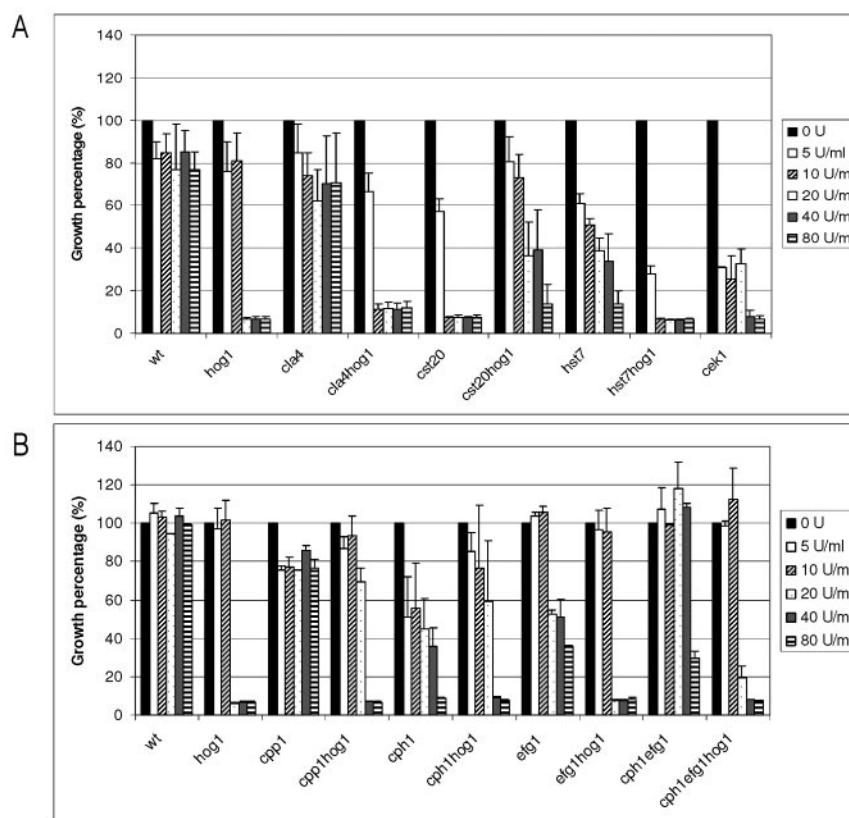 A
Growth percentage (%)
140
120
100
80
60
40
20
0
wt
hog1
cla4
cla4hog1
cst20
cst20hog1
hst7
hst7hog1
cek1
0 U
5 U/ml
10 U/m
20 U/m
40 U/m
80 U/m
B
Growth percentage (%)
140
120
100
80
60
40
20
0
wt
hog1
cpp1
cpp1hog1
cph1
cph1hog1
efg1
efg1hog1
cph1efg1
cph1efg1hog1
0 U
5 U/ml
10 U/m
20 U/m
40 U/m
80 U/m